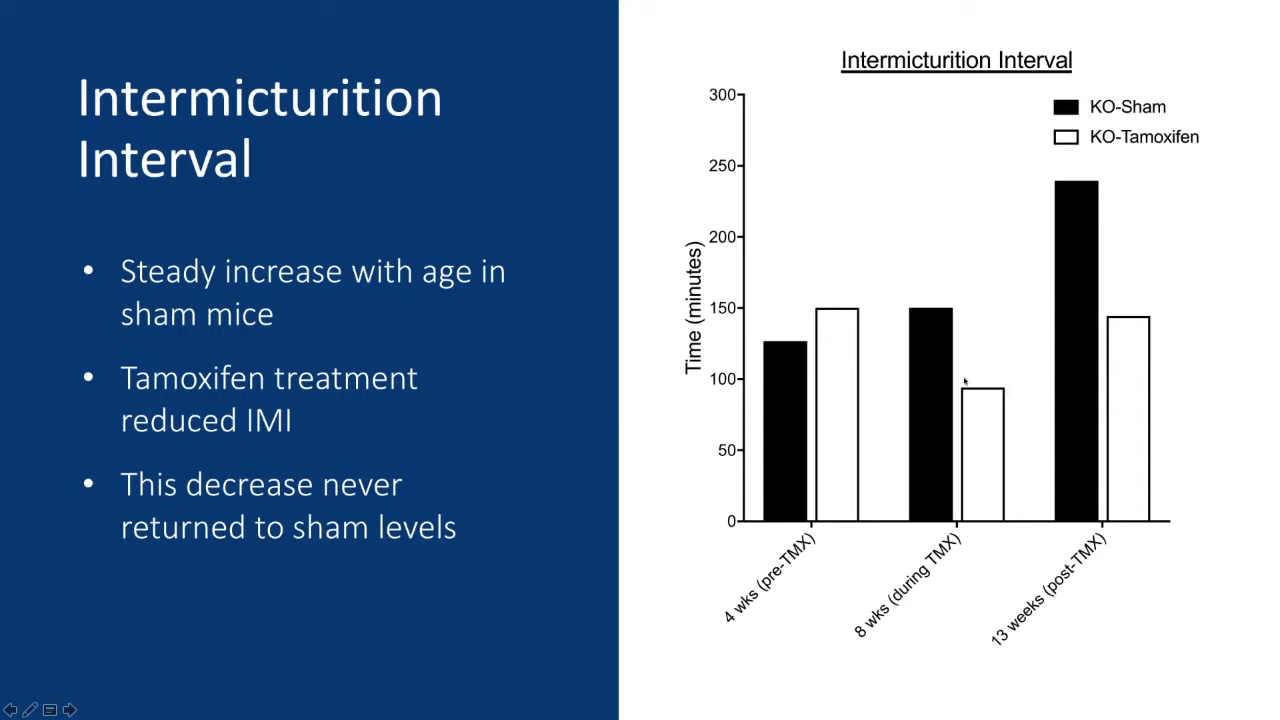 Intermicturition
Interval
• Steady increase with age in
sham mice
• Tamoxifen treatment
reduced IMI
• This decrease never
returned to sham levels
Intermicturition Interval
KO-Sham
KO-Tamoxifen
Time (minutes)
300
250
200
150
100
50
0
4 wks (pre-TMX)
8 wks (during TMX)
13 weeks (post-TMX)